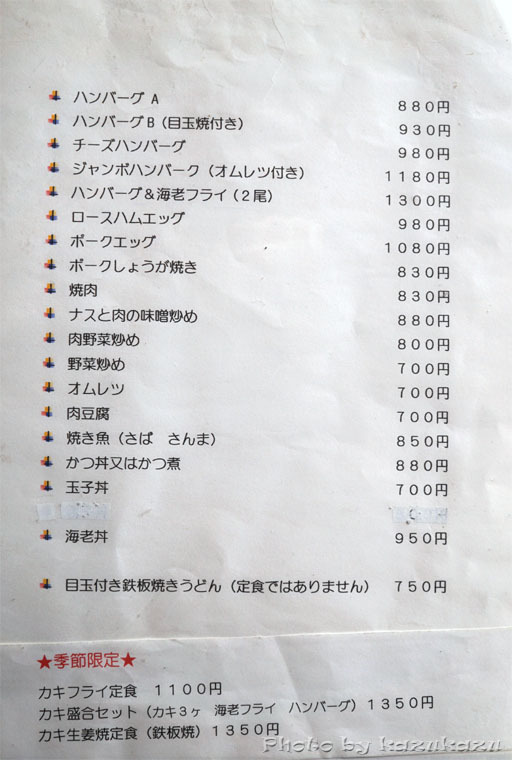 ハンバーグ A 880円
ハンバーグB（目玉焼付き） 930円
チーズハンバーグ 980円
ジャンボハンバーク（オムレツ付き） 1180円
ハンバーグ＆海老フライ（２尾） 1300円
ロースハムエッグ 980円
ポークエッグ 1080円
ポークしょうが焼き 830円
焼肉 830円
ナスと肉の味噌炒め 880円
肉野菜炒め 800円
野菜炒め 700円
オムレツ 700円
肉豆腐 700円
焼き魚（さば　さんま） 850円
かつ丼又はかつ煮 880円
玉子丼 700円
海老丼 950円
目玉付き鉄板焼きうどん（定食ではありません） 750円
★季節限定★
カキフライ定食　1100円
カキ盛合セット（カキ３ヶ　海老フライ　ハンバーグ）1350円
カキ生姜焼定食（鉄板焼）1350円
Photo by kazukazu